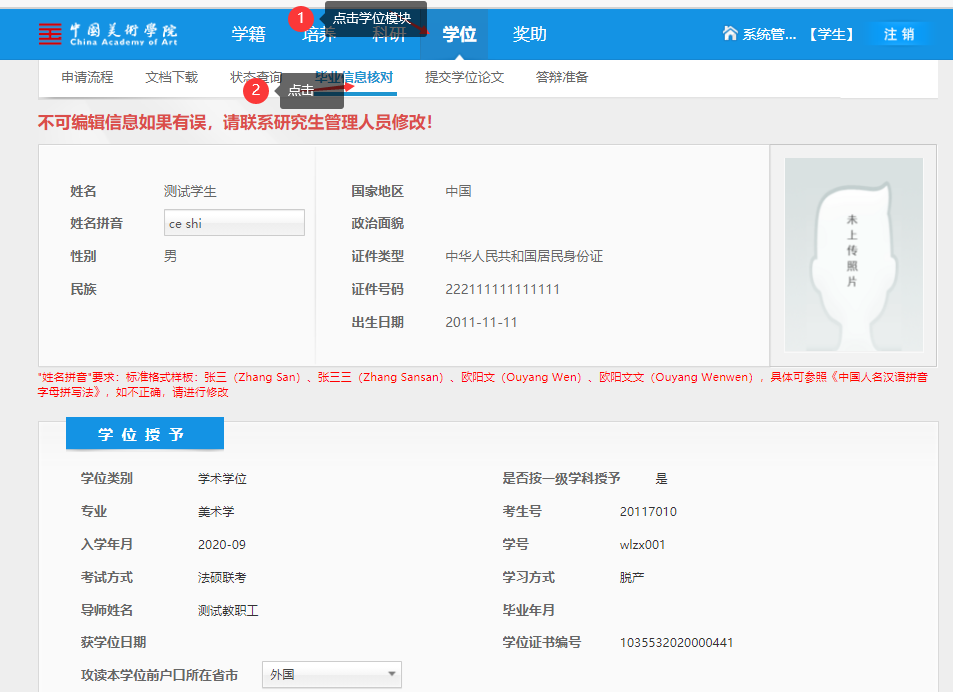 中国美術學院
China Academy of Art
学籍 培养 科研 学位 奖助
1 点击学位模块
系统管... 【学生】 注 销
申请流程 文档下载 状态查询 毕业信息核对 提交学位论文 答辩准备
2 点击
不可编辑信息如果有误，请联系研究生管理人员修改！
姓名 测试学生 国家地区 中国
姓名拼音 ce shi 政治面貌
性别 男 证件类型 中华人民共和国居民身份证
民族 证件号码 222111111111111
出生日期 2011-11-11
未上传照片
"姓名拼音"要求：标准格式样板：张三（Zhang San）、张三三（Zhang Sansan）、欧阳文（Ouyang Wen）、欧阳文文（Ouyang Wenwen），具体可参照《中国人名汉语拼音
字母拼写法》，如不正确，请进行修改
学 位 授 予
学位类别 学术学位 是否按一级学科授予 是
专业 美术学 考生号 20117010
入学年月 2020-09 学号 wlzx001
考试方式 法硕联考 学习方式 脱产
导师姓名 测试教职工 毕业年月
获学位日期 学位证书编号 1035532020000441
攻读本学位前户口所在省市 外国